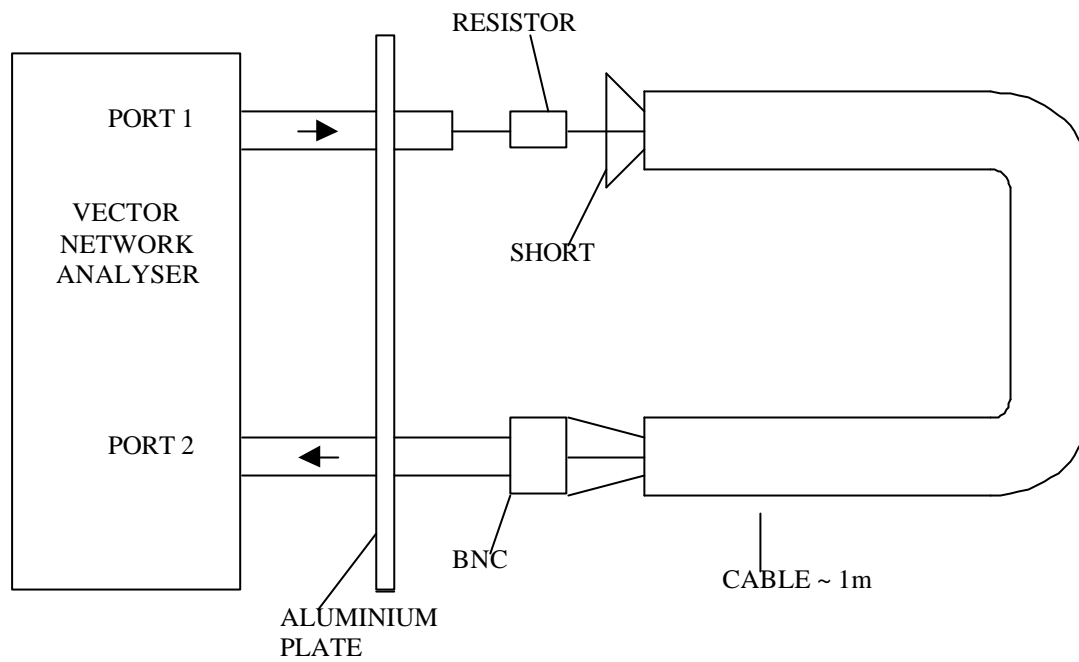 RESISTOR
PORT 1
VECTOR
NETWORK
ANALYSER
SHORT
PORT 2
BNC
CABLE ~ 1m
ALUMINIUM
PLATE